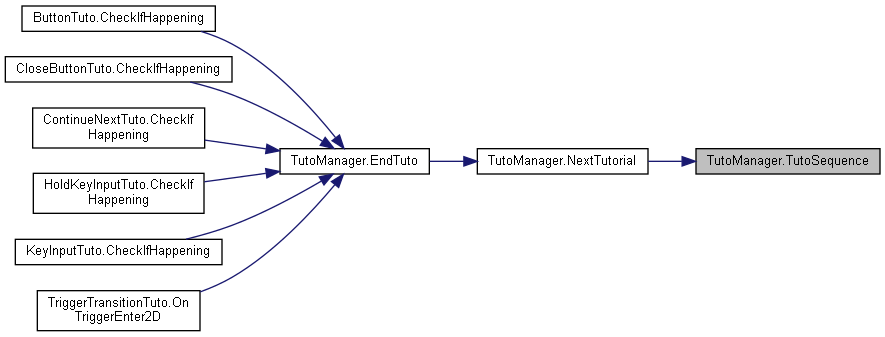 ButtonTuto.CheckIfHappening
CloseButtonTuto.CheckIfHappening
ContinueNextTuto.CheckIf
Happening
HoldKeyInputTuto.CheckIf
Happening
KeyInputTuto.CheckIfHappening
TriggerTransitionTuto.On
TriggerEnter2D
TutoManager.EndTuto
TutoManager.NextTutorial
TutoManager.TutoSequence